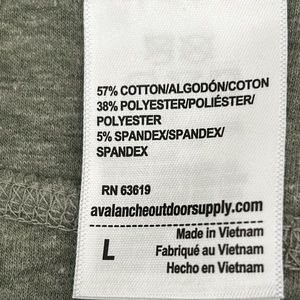 57% COTTON/ALGODÓN/COTON
38% POLYESTER/POLIÉSTER/
POLYESTER
5% SPANDEX/SPANDEX/
SPANDEX
RN 63619
avalancheoutdoorsupply.com
L
Made in Vietnam
Fabriqué au Vietnam
Hecho en Vietnam